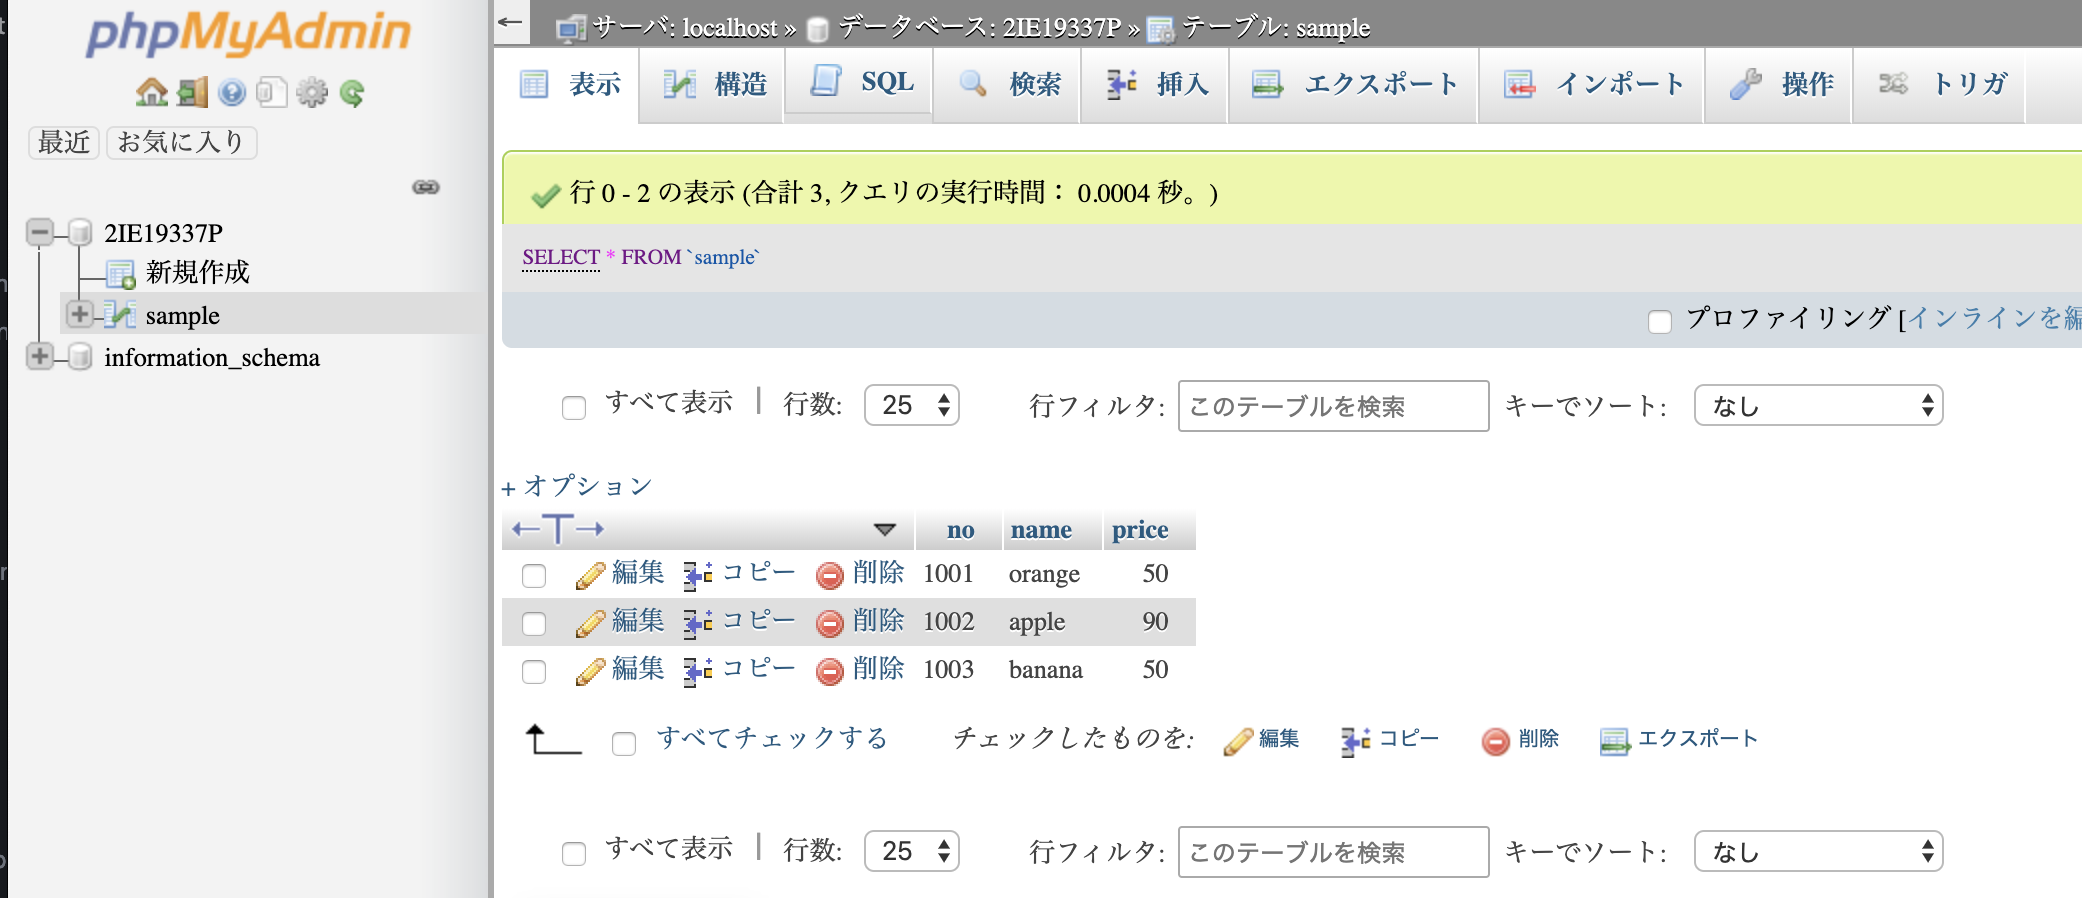 phpMyAdmin
最近 お気に入り
2IE19337P
新規作成
sample
information_schema
サーバ: localhost » データベース: 2IE19337P » テーブル: sample
表示 構造 SQL 検索 挿入 エクスポート インポート 操作 トリガ
行 0 - 2 の表示 (合計 3, クエリの実行時間： 0.0004 秒。)
SELECT * FROM `sample`
プロファイリング [インラインを編
すべて表示 | 行数: 25 行フィルタ: このテーブルを検索 キーでソート: なし
+ オプション
←T→ ▼ no name price
編集 コピー 削除 1001 orange 50
編集 コピー 削除 1002 apple 90
編集 コピー 削除 1003 banana 50
すべてチェックする チェックしたものを: 編集 コピー 削除 エクスポート
すべて表示 | 行数: 25 行フィルタ: このテーブルを検索 キーでソート: なし